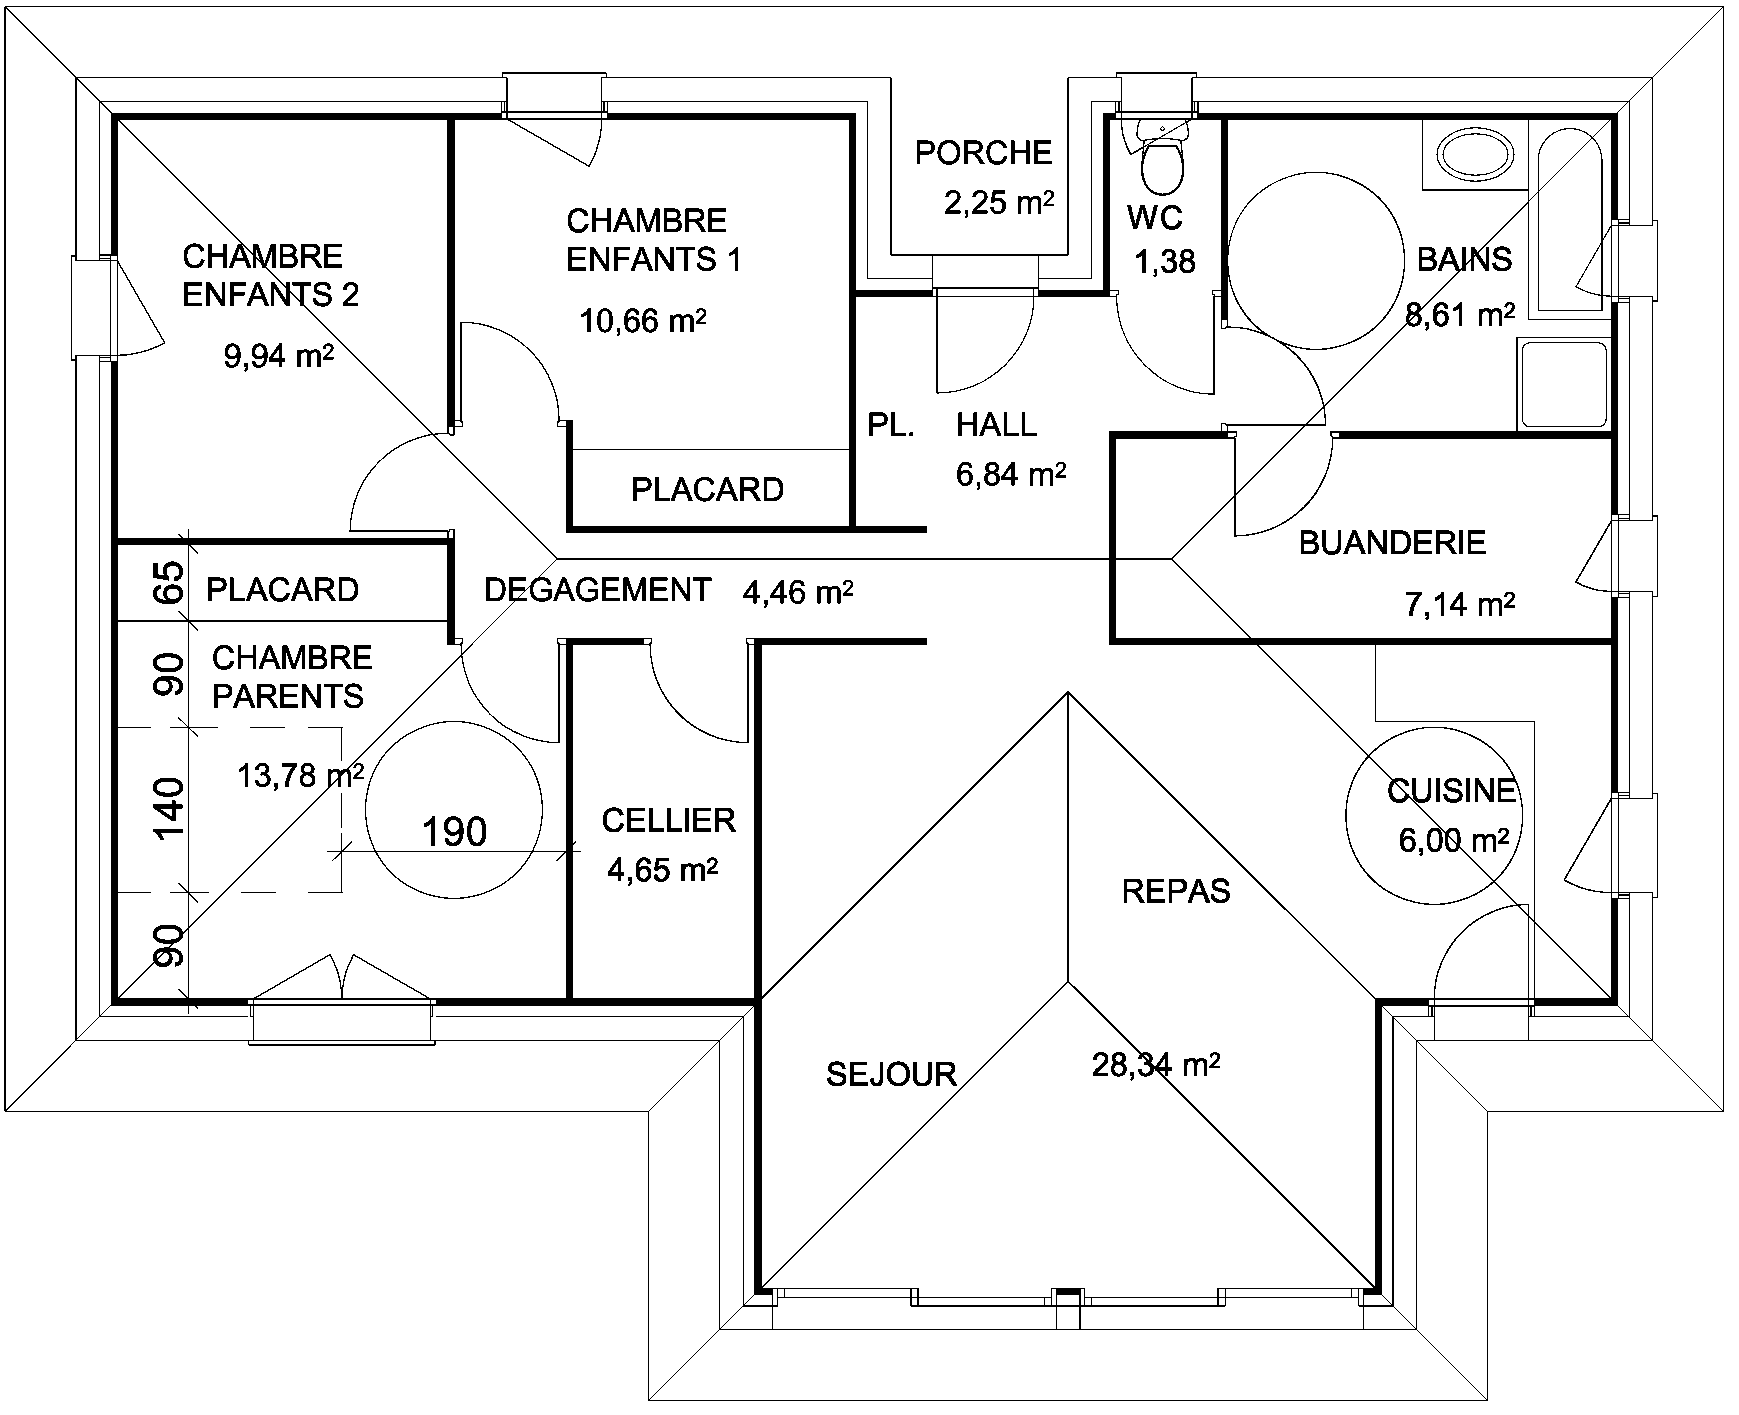 PORCHE
2,25 m²
CHAMBRE
ENFANTS 2
9,94 m²
CHAMBRE
ENFANTS 1
10,66 m²
WC
1,38
BAINS
8,61 m²
PL.
HALL
6,84 m²
PLACARD
BUANDERIE
7,14 m²
65
PLACARD
DEGAGEMENT 4,46 m²
90
CHAMBRE
PARENTS
13,78 m²
140
190
90
CELLIER
4,65 m²
CUISINE
6,00 m²
REPAS
SEJOUR
28,34 m²